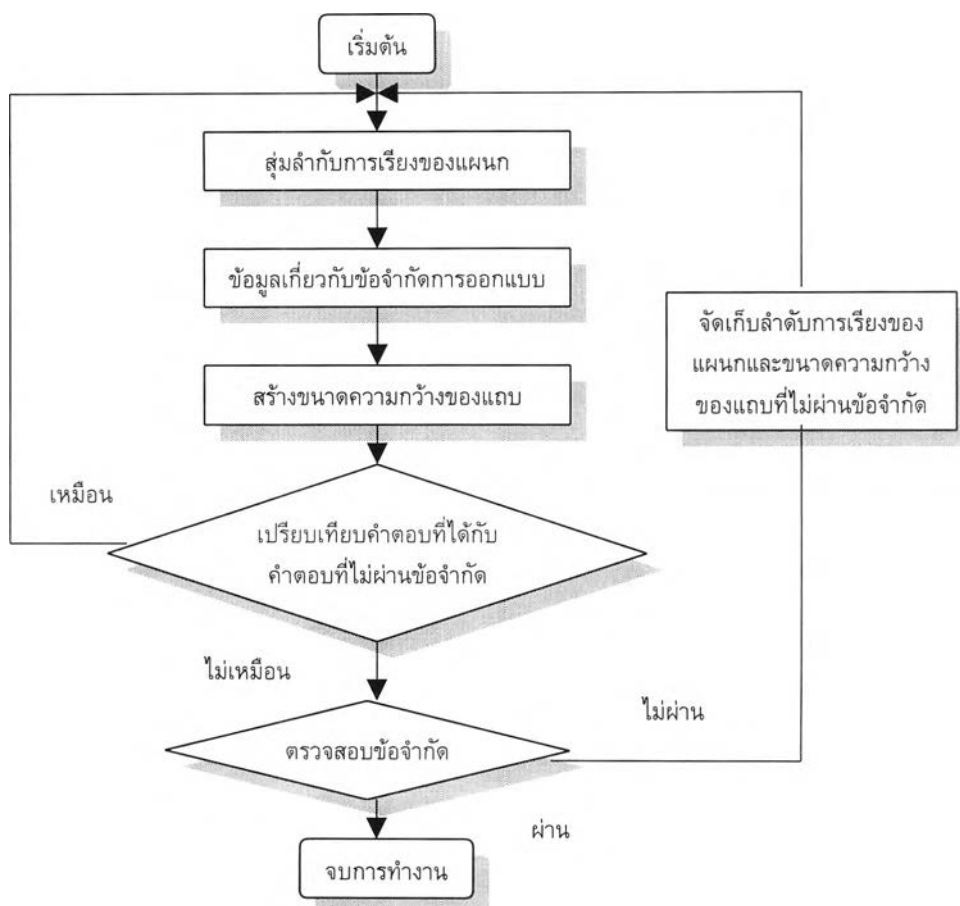 เริ่มต้น
สุ่มลำกับการเรียงของแผนก
ข้อมูลเกี่ยวกับข้อจำกัดการออกแบบ
จัดเก็บลำดับการเรียงของ
แผนกและขนาดความกว้าง
ของแถบที่ไม่ผ่านข้อจำกัด
สร้างขนาดความกว้างของแถบ
เหมือน
เปรียบเทียบคำตอบที่ได้กับ
คำตอบที่ไม่ผ่านข้อจำกัด
ไม่เหมือน
ไม่ผ่าน
ตรวจสอบข้อจำกัด
ผ่าน
จบการทำงาน